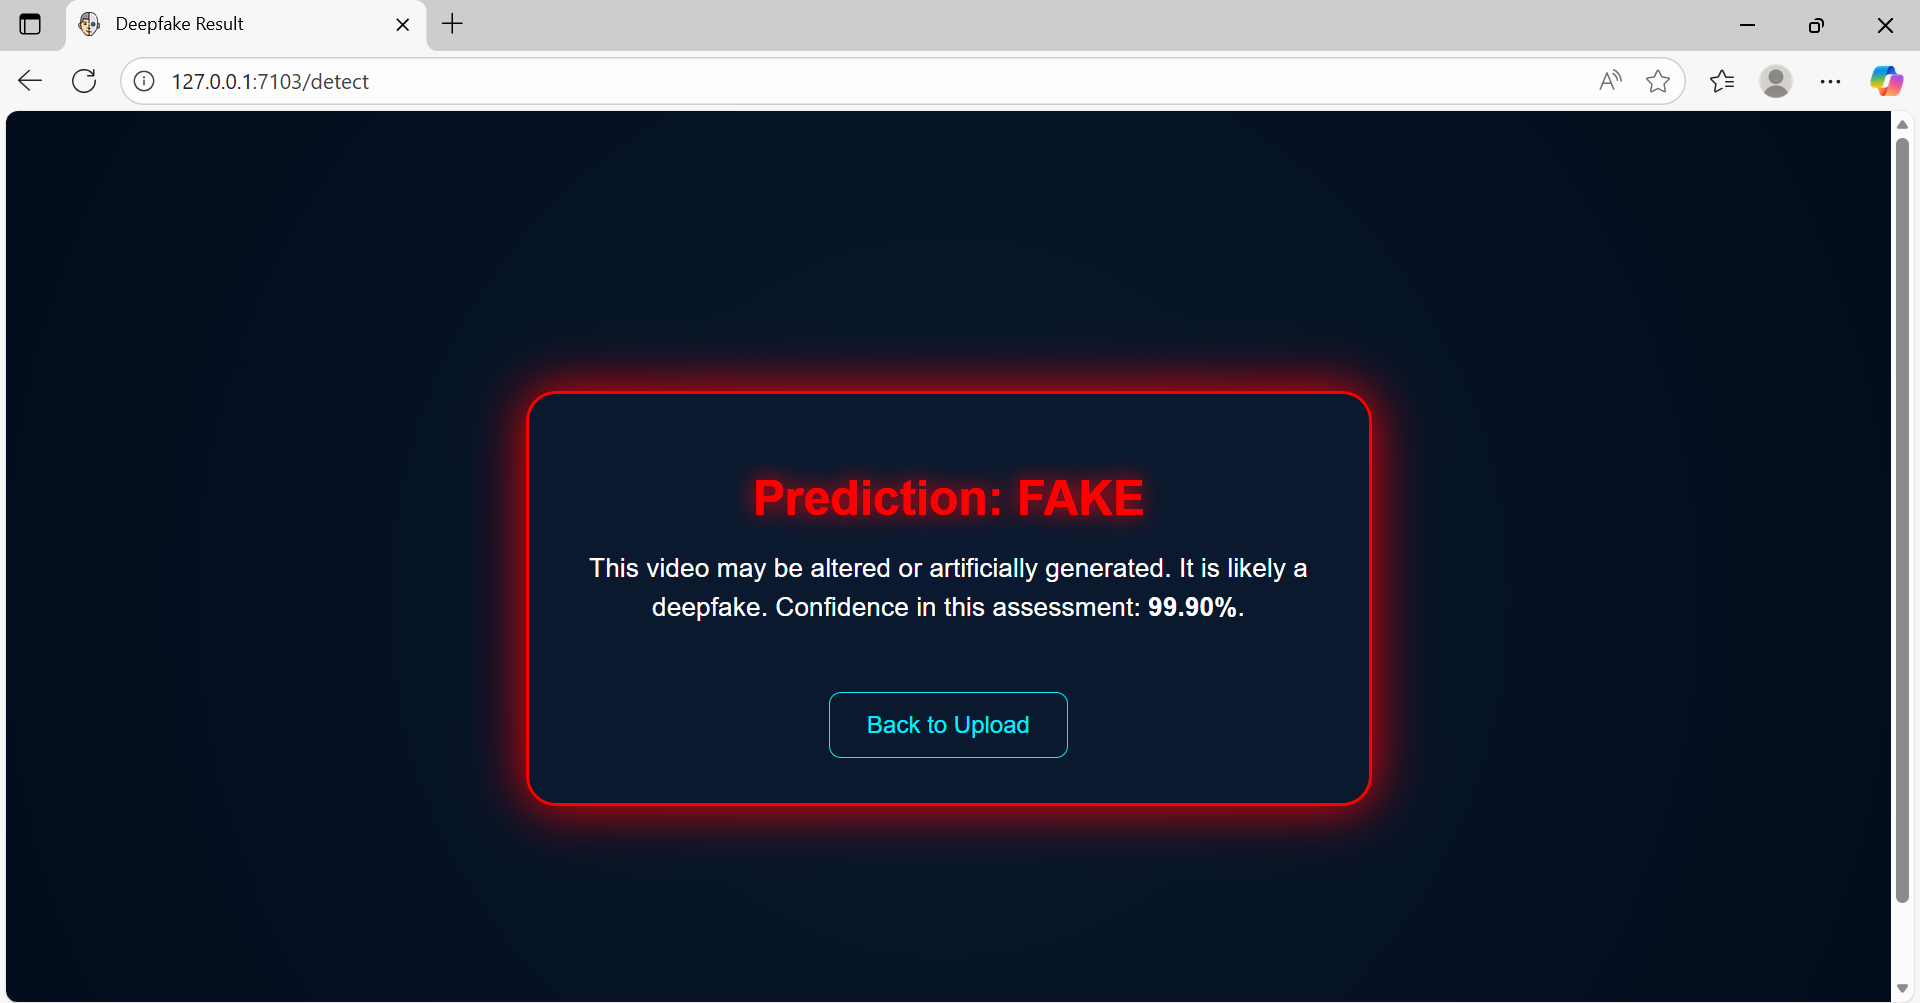 Deepfake Result
127.0.0.1:7103/detect
Prediction: FAKE
This video may be altered or artificially generated. It is likely a
deepfake. Confidence in this assessment: 99.90%.
Back to Upload